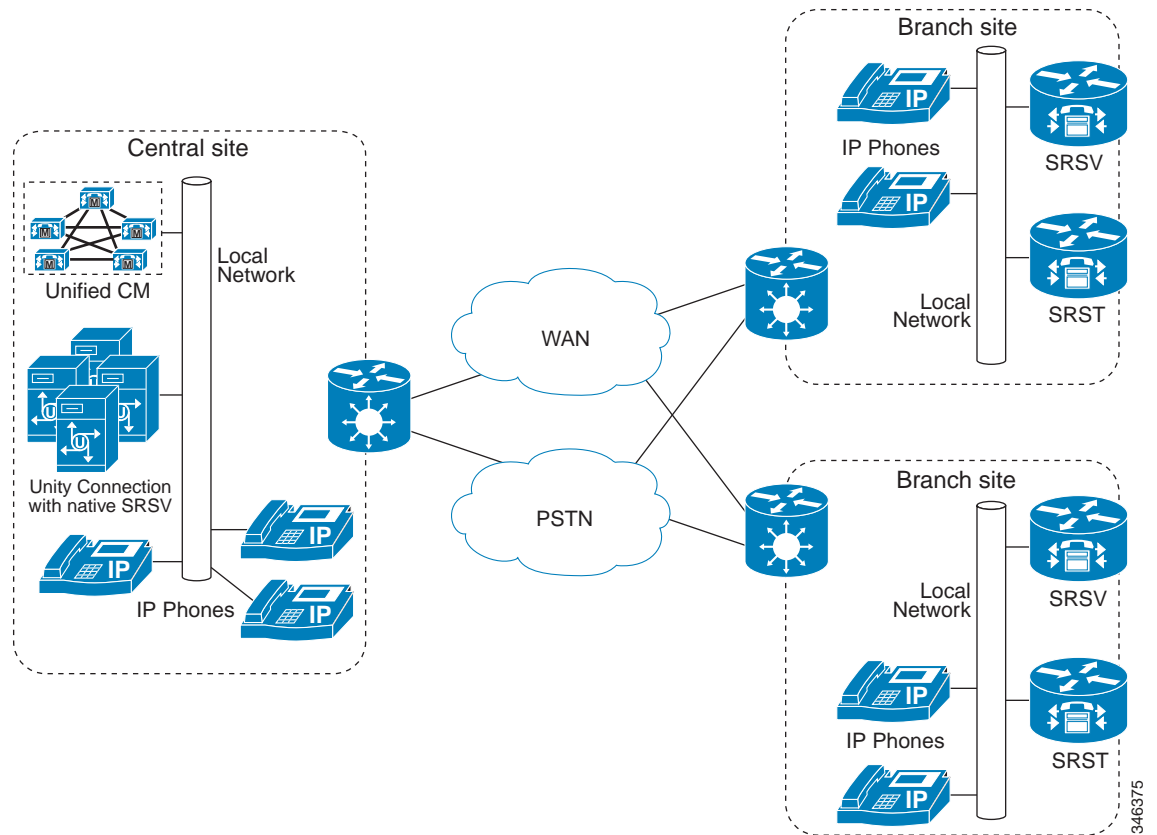 Central site
M
M
M
M
M
Unified CM
Local
Network
U
U
U
Unity Connection
with native SRSV
IP
IP
IP
IP Phones
WAN
PSTN
Branch site
IP
IP Phones
IP
SRSV
SRST
Local
Network
Branch site
SRSV
Local
Network
IP
IP Phones
IP
SRST
346375